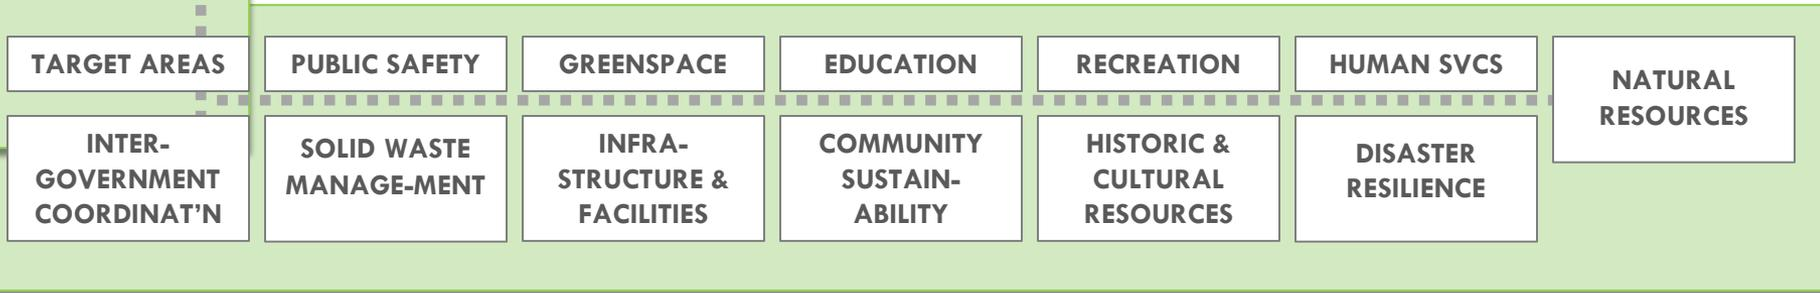 TARGET AREAS
PUBLIC SAFETY
GREENSPACE
EDUCATION
RECREATION
HUMAN SVCS
NATURAL
RESOURCES
INTER-
GOVERNMENT
COORDINAT’N
SOLID WASTE
MANAGE-MENT
INFRA-
STRUCTURE &
FACILITIES
COMMUNITY
SUSTAIN-
ABILITY
HISTORIC &
CULTURAL
RESOURCES
DISASTER
RESILIENCE